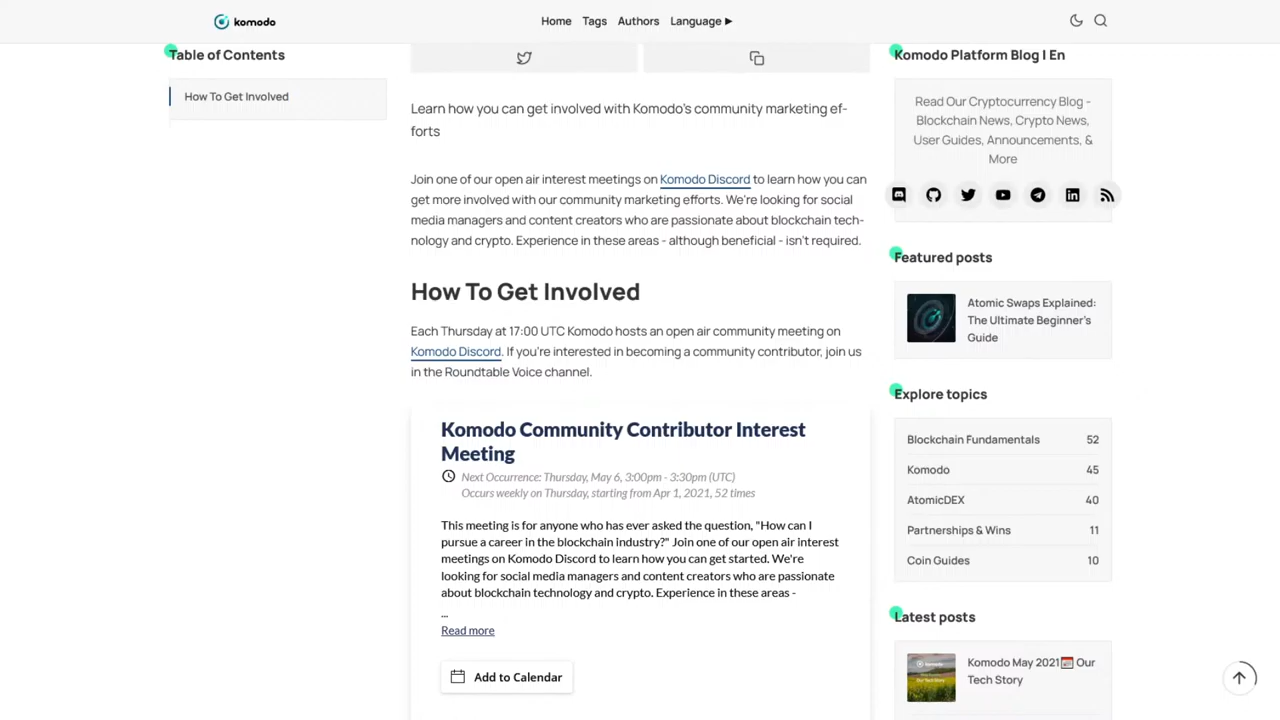 komodo
Home Tags Authors Language ▶
Table of Contents
How To Get Involved
Learn how you can get involved with Komodo's community marketing ef-
forts
Join one of our open air interest meetings on Komodo Discord to learn how you can
get more involved with our community marketing efforts. We're looking for social
media managers and content creators who are passionate about blockchain tech-
nology and crypto. Experience in these areas - although beneficial - isn't required.
How To Get Involved
Each Thursday at 17:00 UTC Komodo hosts an open air community meeting on
Komodo Discord. If you're interested in becoming a community contributor, join us
in the Roundtable Voice channel.
Komodo Community Contributor Interest
Meeting
Next Occurrence: Thursday, May 6, 3:00pm - 3:30pm (UTC)
Occurs weekly on Thursday, starting from Apr 1, 2021, 52 times
This meeting is for anyone who has ever asked the question, "How can I
pursue a career in the blockchain industry?" Join one of our open air interest
meetings on Komodo Discord to learn how you can get started. We're
looking for social media managers and content creators who are passionate
about blockchain technology and crypto. Experience in these areas -
...
Read more
Add to Calendar
Komodo Platform Blog | En
Read Our Cryptocurrency Blog -
Blockchain News, Crypto News,
User Guides, Announcements, &
More
Featured posts
Atomic Swaps Explained:
The Ultimate Beginner's
Guide
Explore topics
Blockchain Fundamentals 52
Komodo 45
AtomicDEX 40
Partnerships & Wins 11
Coin Guides 10
Latest posts
Komodo May 2021📅 Our
Tech Story